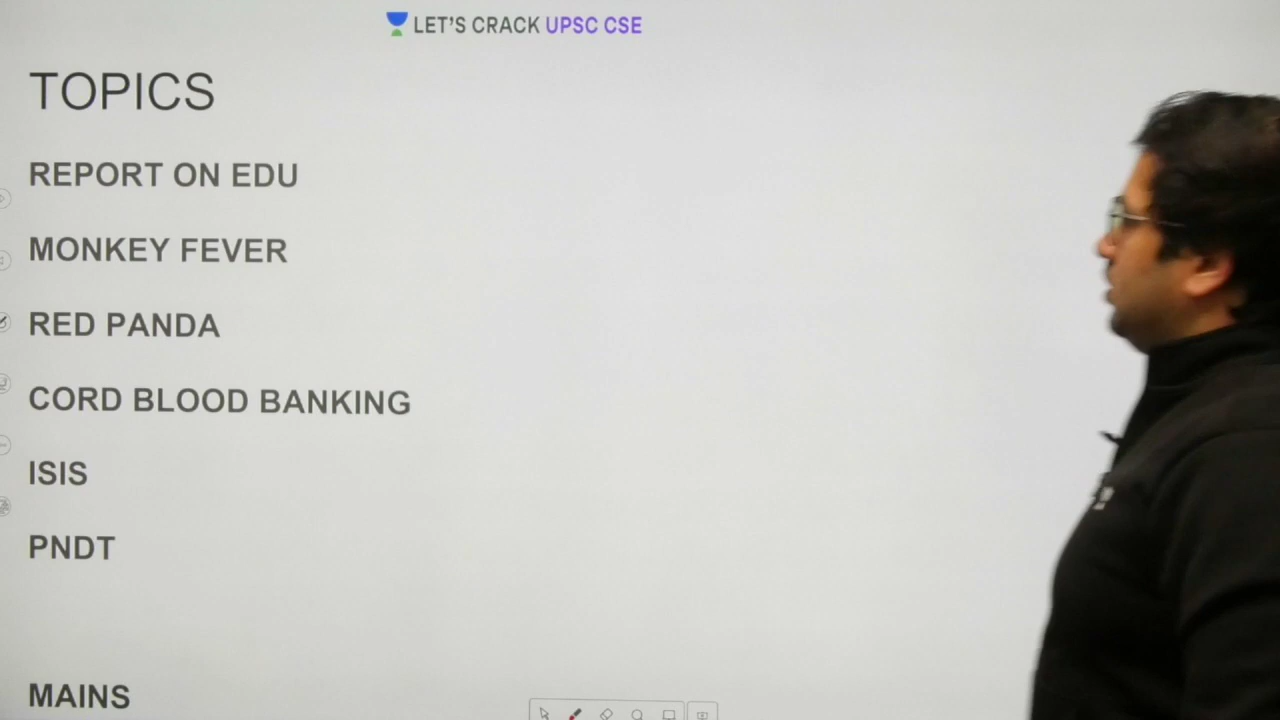 LET'S CRACK UPSC CSE
TOPICS
REPORT ON EDU
MONKEY FEVER
RED PANDA
CORD BLOOD BANKING
ISIS
PNDT
MAINS